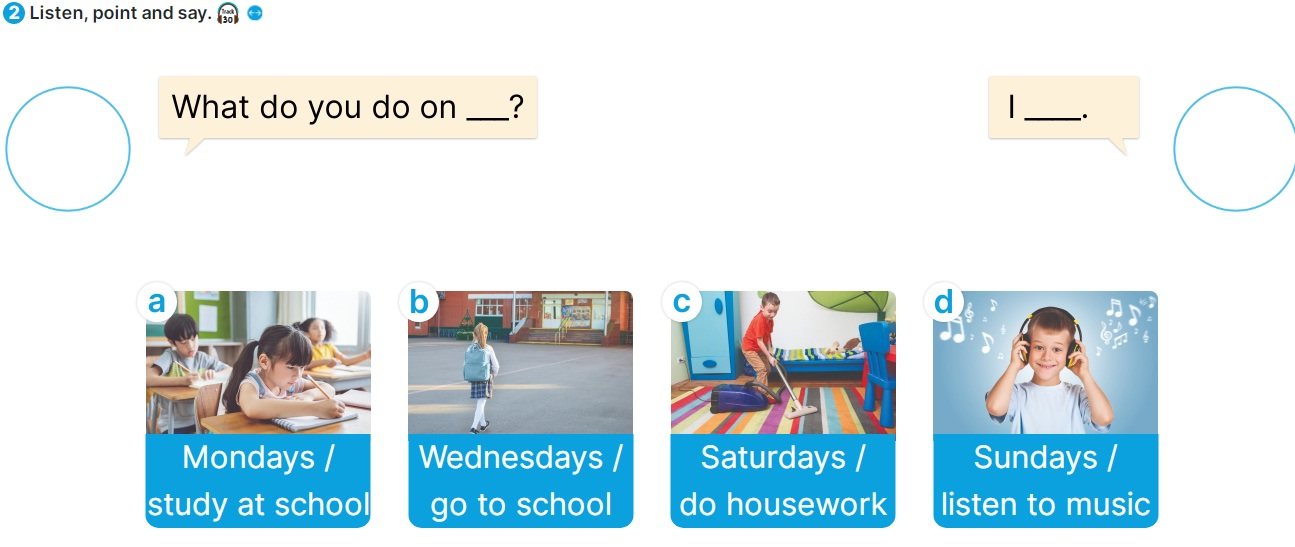 2 Listen, point and say. Track 30
What do you do on ___?
I ____.
a
Mondays /
study at school
b
Wednesdays /
go to school
c
Saturdays /
do housework
d
Sundays /
listen to music